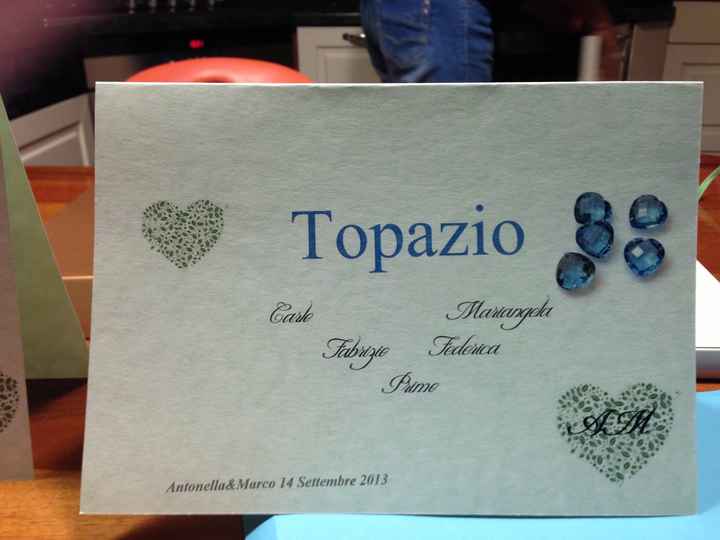 Topazio
Carlo Mariangela
Fabrizio Federica
Primo
AM
Antonella&Marco 14 Settembre 2013